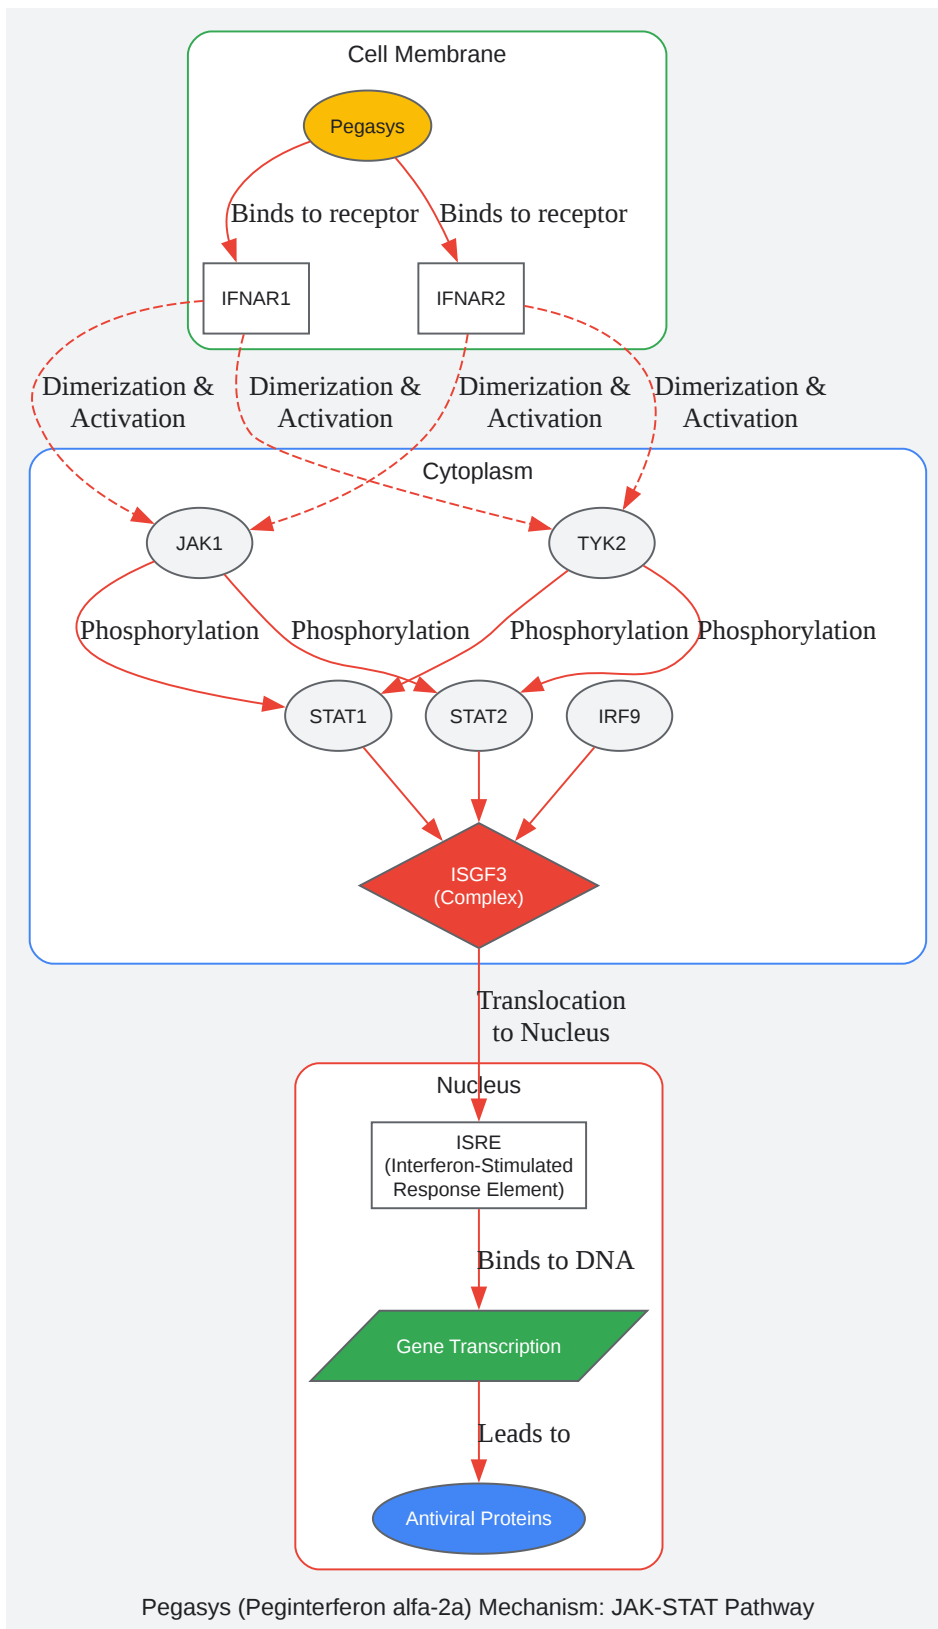 Cell Membrane
Pegasys
Binds to receptor
Binds to receptor
IFNAR1
IFNAR2
Dimerization &
Activation
Dimerization &
Activation
Dimerization &
Activation
Dimerization &
Activation
Cytoplasm
JAK1
TYK2
Phosphorylation
Phosphorylation
Phosphorylation
Phosphorylation
STAT1
STAT2
IRF9
ISGF3
(Complex)
Translocation
to Nucleus
Nucleus
ISRE
(Interferon-Stimulated
Response Element)
Binds to DNA
Gene Transcription
Leads to
Antiviral Proteins
Pegasys (Peginterferon alfa-2a) Mechanism: JAK-STAT Pathway